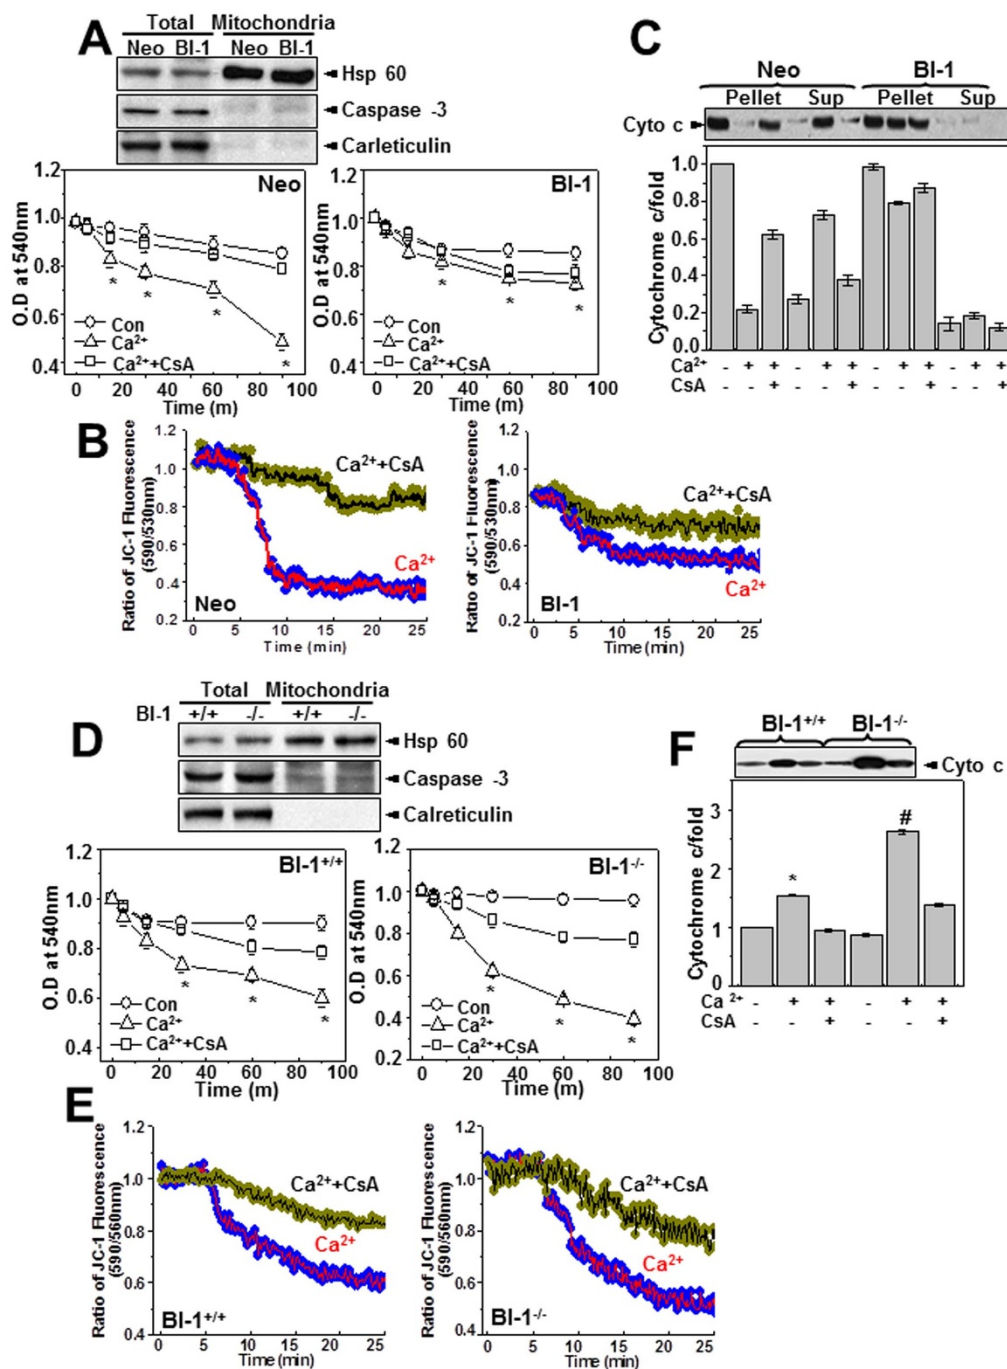 A
Total Mitochondria
Neo BI-1 Neo BI-1
Hsp 60
Caspase -3
Carleticulin
Neo
O.D at 540nm
1.0
0.8
0.6
0.4
Con
Ca²⁺
Ca²⁺+CsA
* * * *
0 20 40 60 80 100
Time (m)
BI-1
O.D at 540nm
1.0
0.8
0.6
0.4
Con
Ca²⁺
Ca²⁺+CsA
* * *
0 20 40 60 80 100
Time (m)
B
Ratio of JC-1 Fluorescence
(590/530nm)
1.2
1.0
0.8
0.6
0.4
0.2
Ca²⁺+CsA
Ca²⁺
Neo
0 5 10 15 20 25
Time (min)
Ratio of JC-1 Fluorescence
(590/530nm)
1.2
1.0
0.8
0.6
0.4
0.2
Ca²⁺+CsA
Ca²⁺
BI-1
0 5 10 15 20 25
Time (min)
C
Neo BI-1
Pellet Sup Pellet Sup
Cyto c
Cytochrome c/fold
1.0
0.8
0.6
0.4
0.2
0.0
Ca²⁺ - + + - + + - + + - + +
CsA - - + - - + - - + - - +
D
Total Mitochondria
BI-1 +/+ -/- +/+ -/-
Hsp 60
Caspase -3
Calreticulin
BI-1⁺/⁺
O.D at 540nm
1.0
0.8
0.6
0.4
Con
Ca²⁺
Ca²⁺+CsA
* * *
0 20 40 60 80 100
Time (m)
BI-1⁻/⁻
O.D at 540nm
1.0
0.8
0.6
0.4
0.2
Con
Ca²⁺
Ca²⁺+CsA
* * *
0 20 40 60 80 100
Time (m)
E
Ratio of JC-1 Fluorescence
(590/560nm)
1.2
1.0
0.8
0.6
0.4
Ca²⁺+CsA
Ca²⁺
BI-1⁺/⁺
0 5 10 15 20 25
Time (min)
Ratio of JC-1 Fluorescence
(590/560nm)
1.2
1.0
0.8
0.6
0.4
Ca²⁺+CsA
Ca²⁺
BI-1⁻/⁻
0 5 10 15 20 25
Time (min)
F
BI-1⁺/⁺ BI-1⁻/⁻
Cyto c
Cytochrome c/fold
3
2
1
0
* #
Ca ²⁺ - + + - + +
CsA - - + - - +